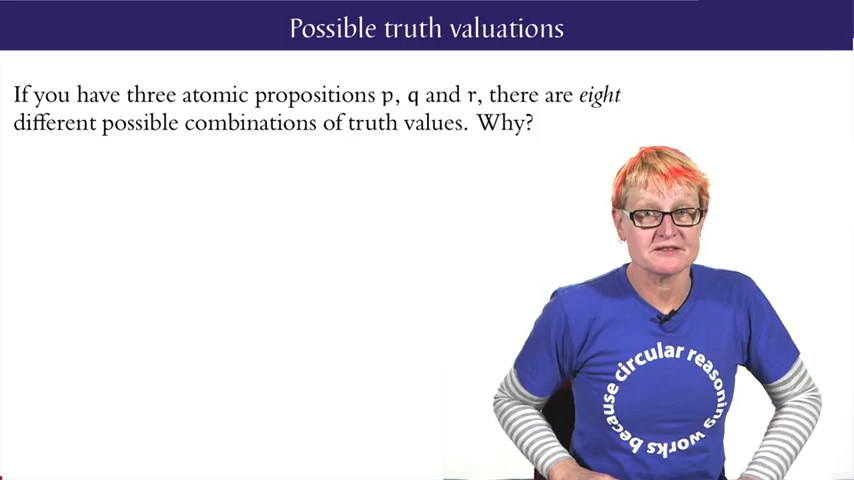 Possible truth valuations
If you have three atomic propositions p, q and r, there are eight
different possible combinations of truth values. Why?
circular reasoning works because